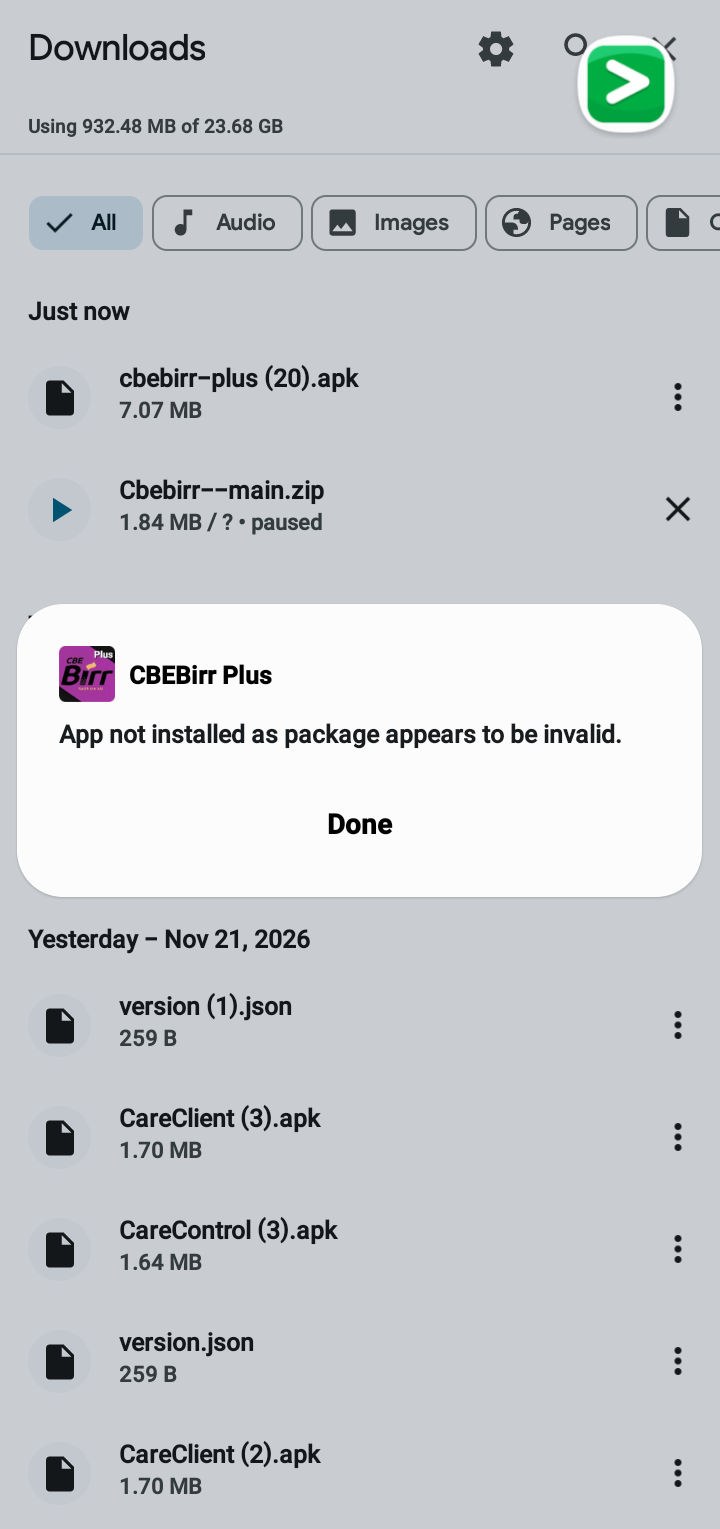 Downloads
Using 932.48 MB of 23.68 GB
All
Audio
Images
Pages
Just now
cbebirr-plus (20).apk
7.07 MB
Cbebirr--main.zip
1.84 MB / ? • paused
Plus
CBE
Birr
CBEBirr Plus
App not installed as package appears to be invalid.
Done
Yesterday - Nov 21, 2026
version (1).json
259 B
CareClient (3).apk
1.70 MB
CareControl (3).apk
1.64 MB
version.json
259 B
CareClient (2).apk
1.70 MB